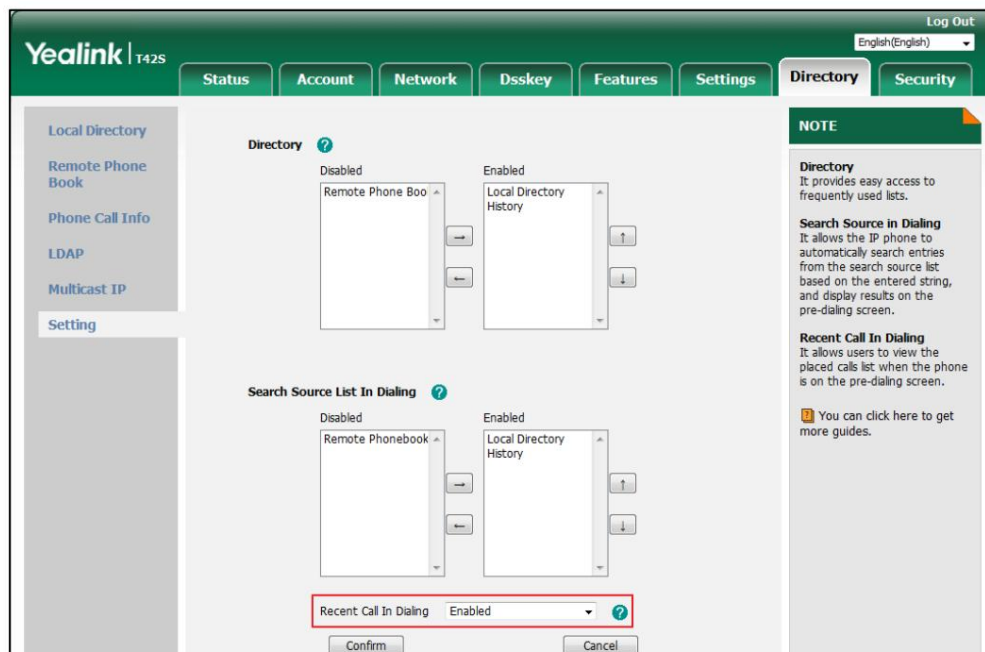 Log Out
English(English)
Yealink T42S
Status Account Network Dsskey Features Settings Directory Security
Local Directory
Remote Phone
Book
Phone Call Info
LDAP
Multicast IP
Setting
Directory ?
Disabled Enabled
Remote Phone Boo Local Directory
History
→ ↑
← ↓
Search Source List In Dialing ?
Disabled Enabled
Remote Phonebook Local Directory
History
→ ↑
← ↓
Recent Call In Dialing Enabled ?
Confirm Cancel
NOTE
Directory
It provides easy access to
frequently used lists.
Search Source in Dialing
It allows the IP phone to
automatically search entries
from the search source list
based on the entered string,
and display results on the
pre-dialing screen.
Recent Call In Dialing
It allows users to view the
placed calls list when the phone
is on the pre-dialing screen.
? You can click here to get
more guides.